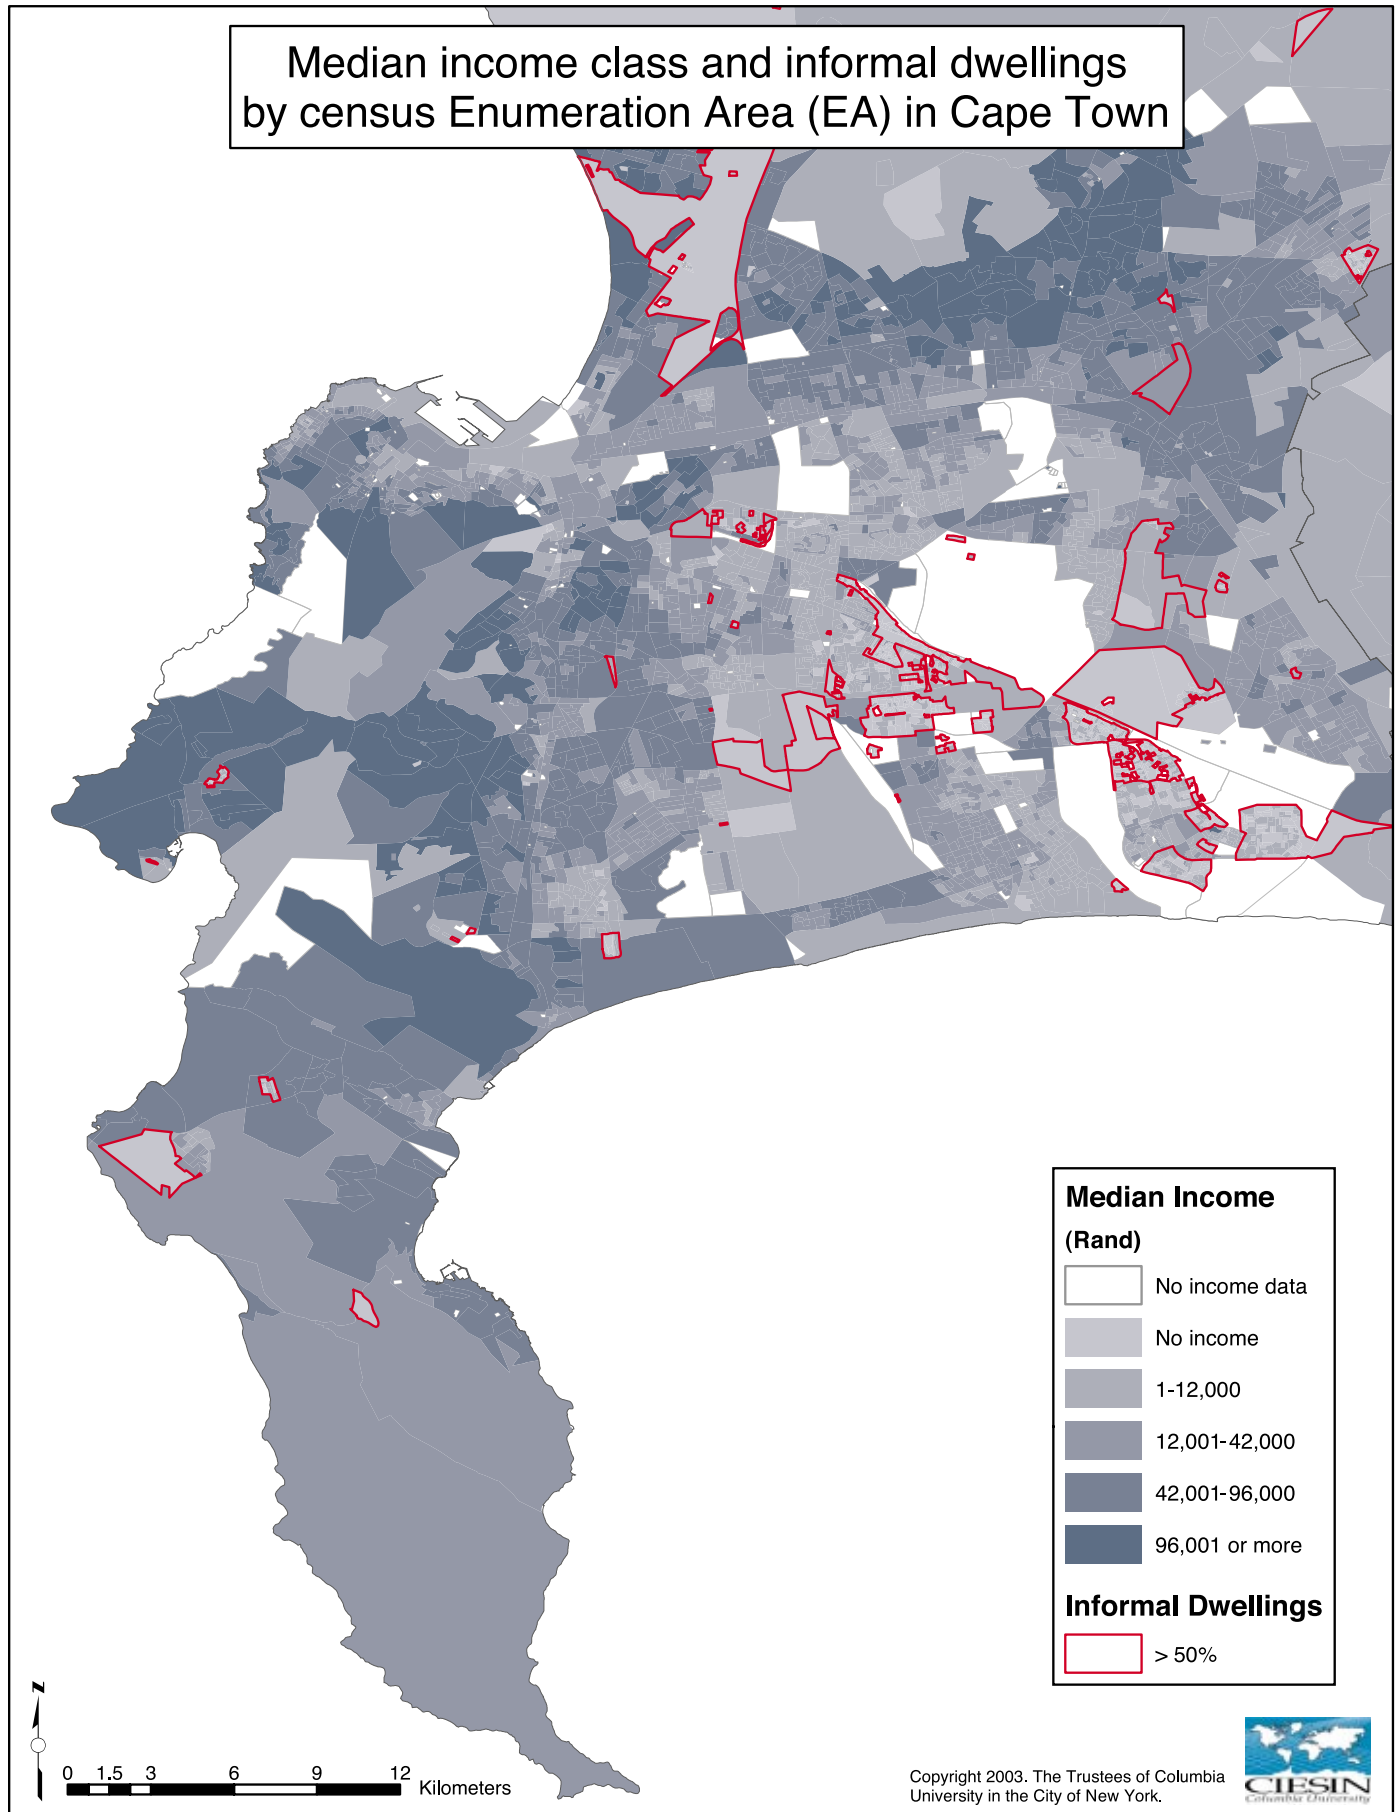 Median income class and informal dwellings
by census Enumeration Area (EA) in Cape Town
Median Income
(Rand)
No income data
No income
1-12,000
12,001-42,000
42,001-96,000
96,001 or more
Informal Dwellings
> 50%
N
0 1.5 3 6 9 12
Kilometers
Copyright 2003. The Trustees of Columbia
University in the City of New York.
CIESIN
Columbia University